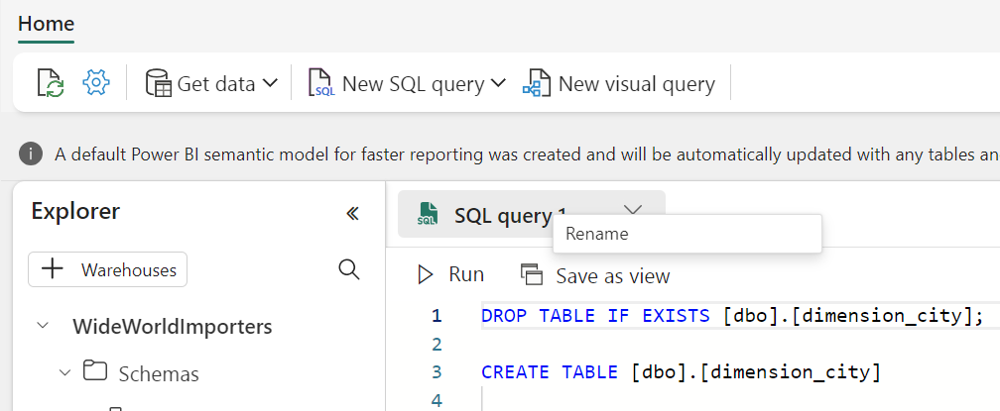 Home
Get data
SQL
New SQL query
New visual query
A default Power BI semantic model for faster reporting was created and will be automatically updated with any tables an
Explorer
SQL
SQL query 1
Rename
Warehouses
Run
Save as view
WideWorldImporters
Schemas
1 DROP TABLE IF EXISTS [dbo].[dimension_city];
2
3 CREATE TABLE [dbo].[dimension_city]
4